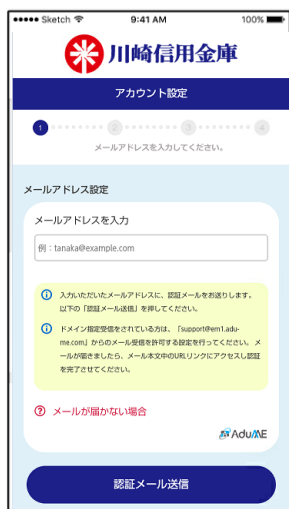 Sketch 9:41 AM 100%
川崎信用金庫
アカウント設定
1 2 3 4
メールアドレスを入力してください。
メールアドレス設定
メールアドレスを入力
例：tanaka@example.com
入力いただいたメールアドレスに、認証メールをお送りします。
以下の「認証メール送信」を押してください。
ドメイン指定受信をされている方は、「support@em1.adu-
me.com」からのメール受信を許可する設定を行ってください。メ
ールが届きましたら、メール本文中のURLリンクにアクセスし認証
を完了させてください。
メールが届かない場合
AduME
認証メール送信